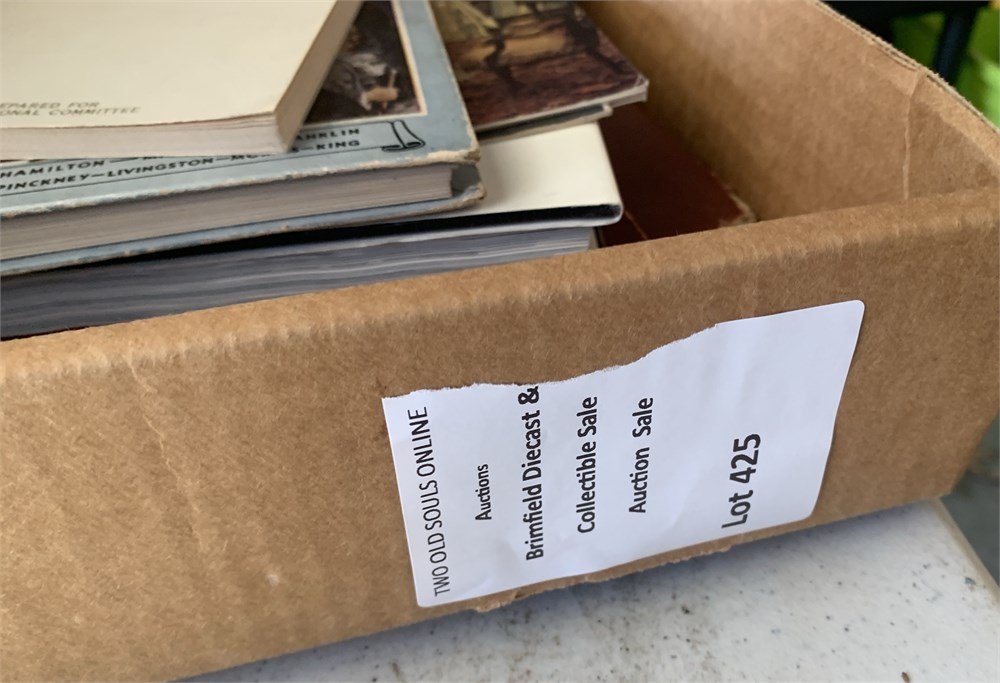 EPARED FOR
ONAL COMMITTEE
ANKLIN
HAMILTON
KING
PINCKNEY—LIVINGSTON
TWO OLD SOULS ONLINE
Auctions
Brimfield Diecast &
Collectible Sale
Auction Sale
Lot 425